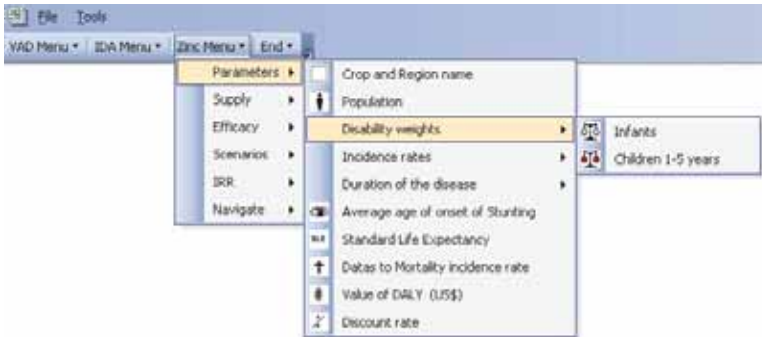 File Tools
VAD Menu IDA Menu Zinc Menu End
Parameters
Supply
Efficacy
Scenarios
IRR
Navigate
Crop and Region name
Population
Disability weights
Incidence rates
Duration of the disease
Average age of onset of Stunting
Standard Life Expectancy
Datas to Mortality incidence rate
Value of DALY (US$)
Discount rate
Infants
Children 1-5 years